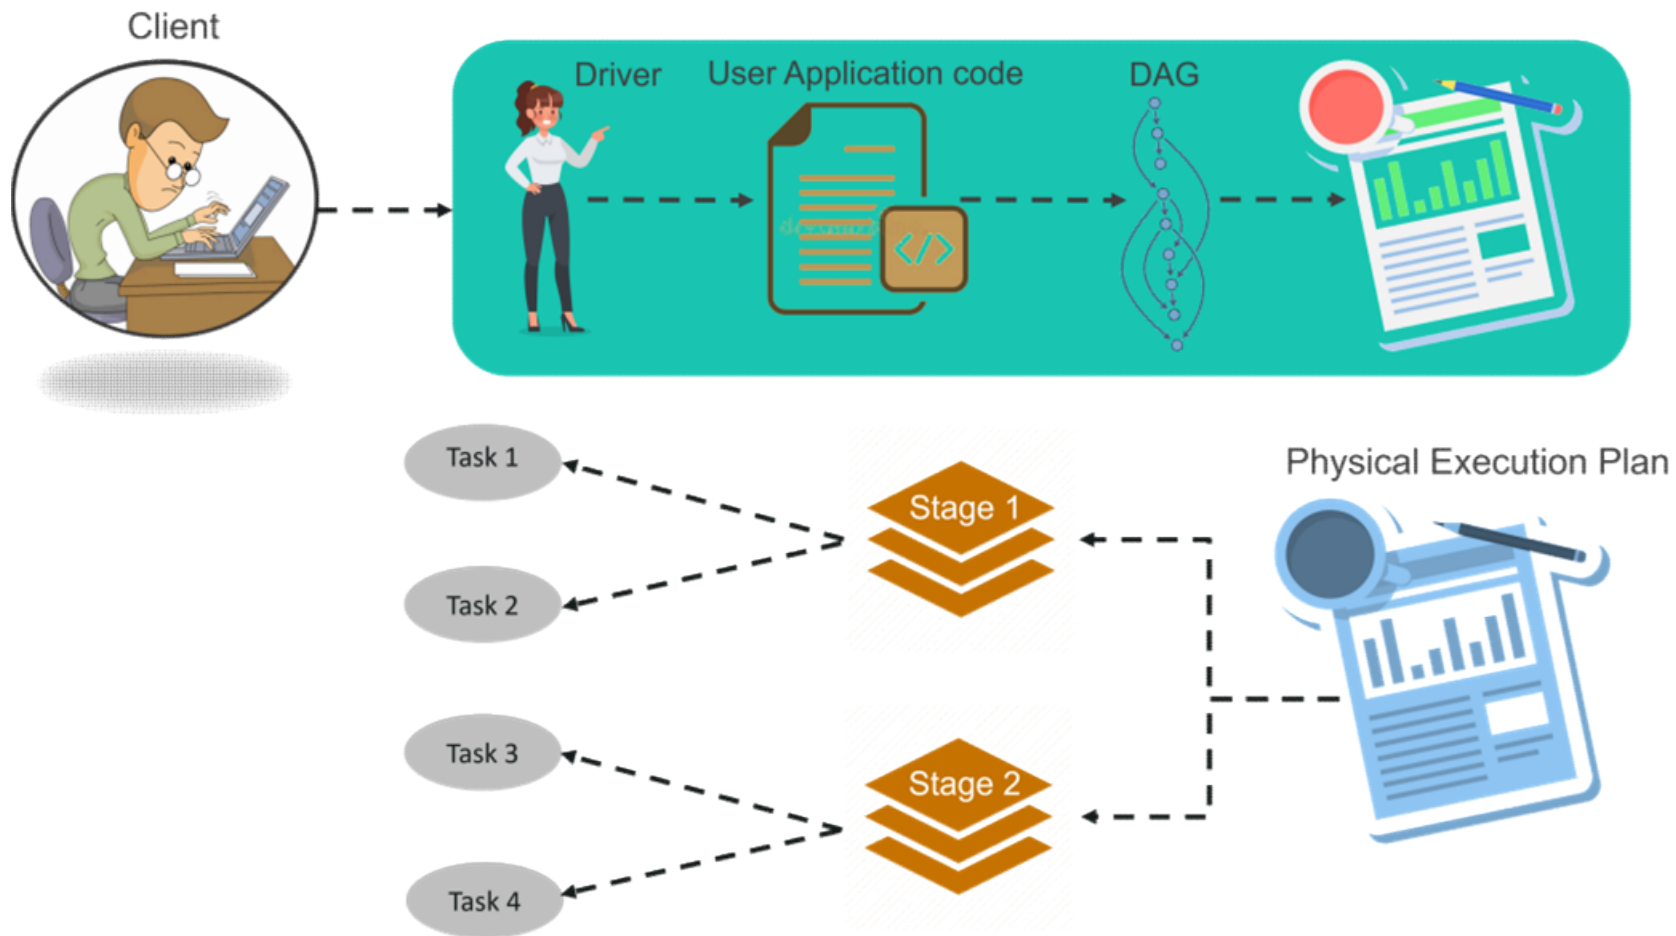 Client
Driver
User Application code
DAG
</>
Physical Execution Plan
Task 1
Stage 1
Task 2
Task 3
Stage 2
Task 4